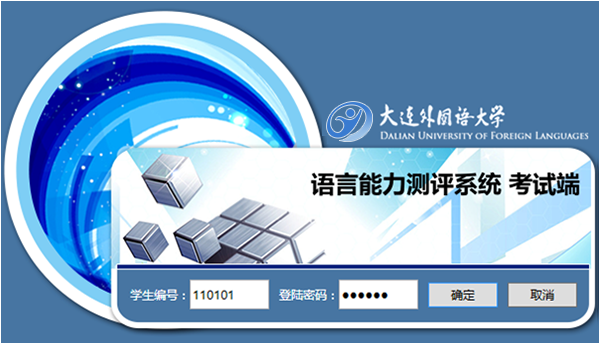 大连外国语大学
DALIAN UNIVERSITY OF FOREIGN LANGUAGES
语言能力测评系统 考试端
学生编号：110101 登陆密码：●●●●●● 确定 取消